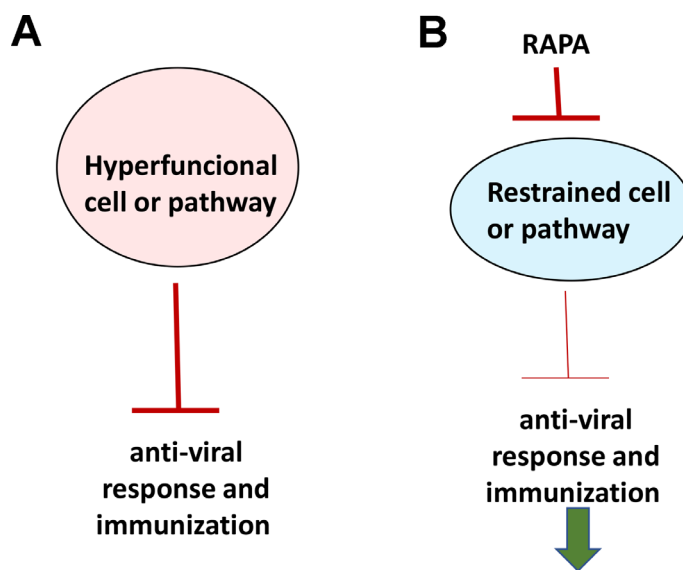 A
Hyperfuncional
cell or pathway
anti-viral
response and
immunization
B
RAPA
Restrained cell
or pathway
anti-viral
response and
immunization